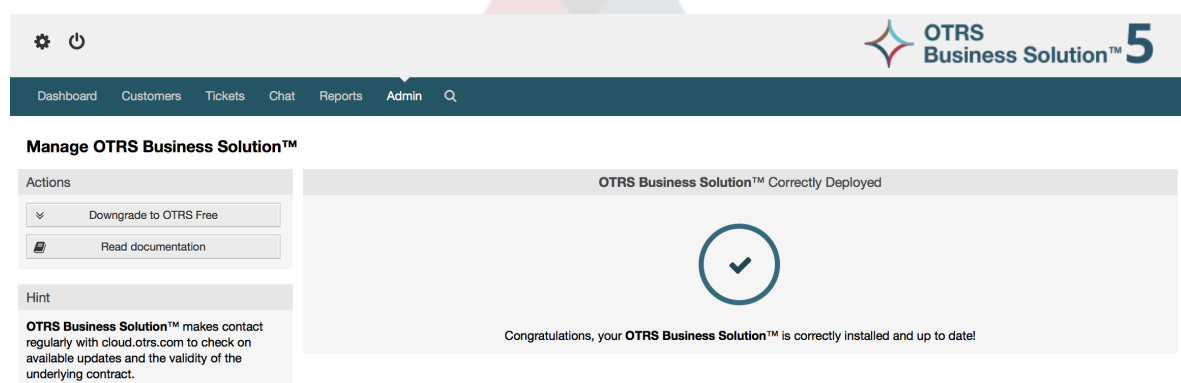 OTRS
Business Solution™ 5
Dashboard Customers Tickets Chat Reports Admin
Manage OTRS Business Solution™
Actions
Downgrade to OTRS Free
Read documentation
Hint
OTRS Business Solution™ makes contact
regularly with cloud.otrs.com to check on
available updates and the validity of the
underlying contract.
OTRS Business Solution™ Correctly Deployed
Congratulations, your OTRS Business Solution™ is correctly installed and up to date!